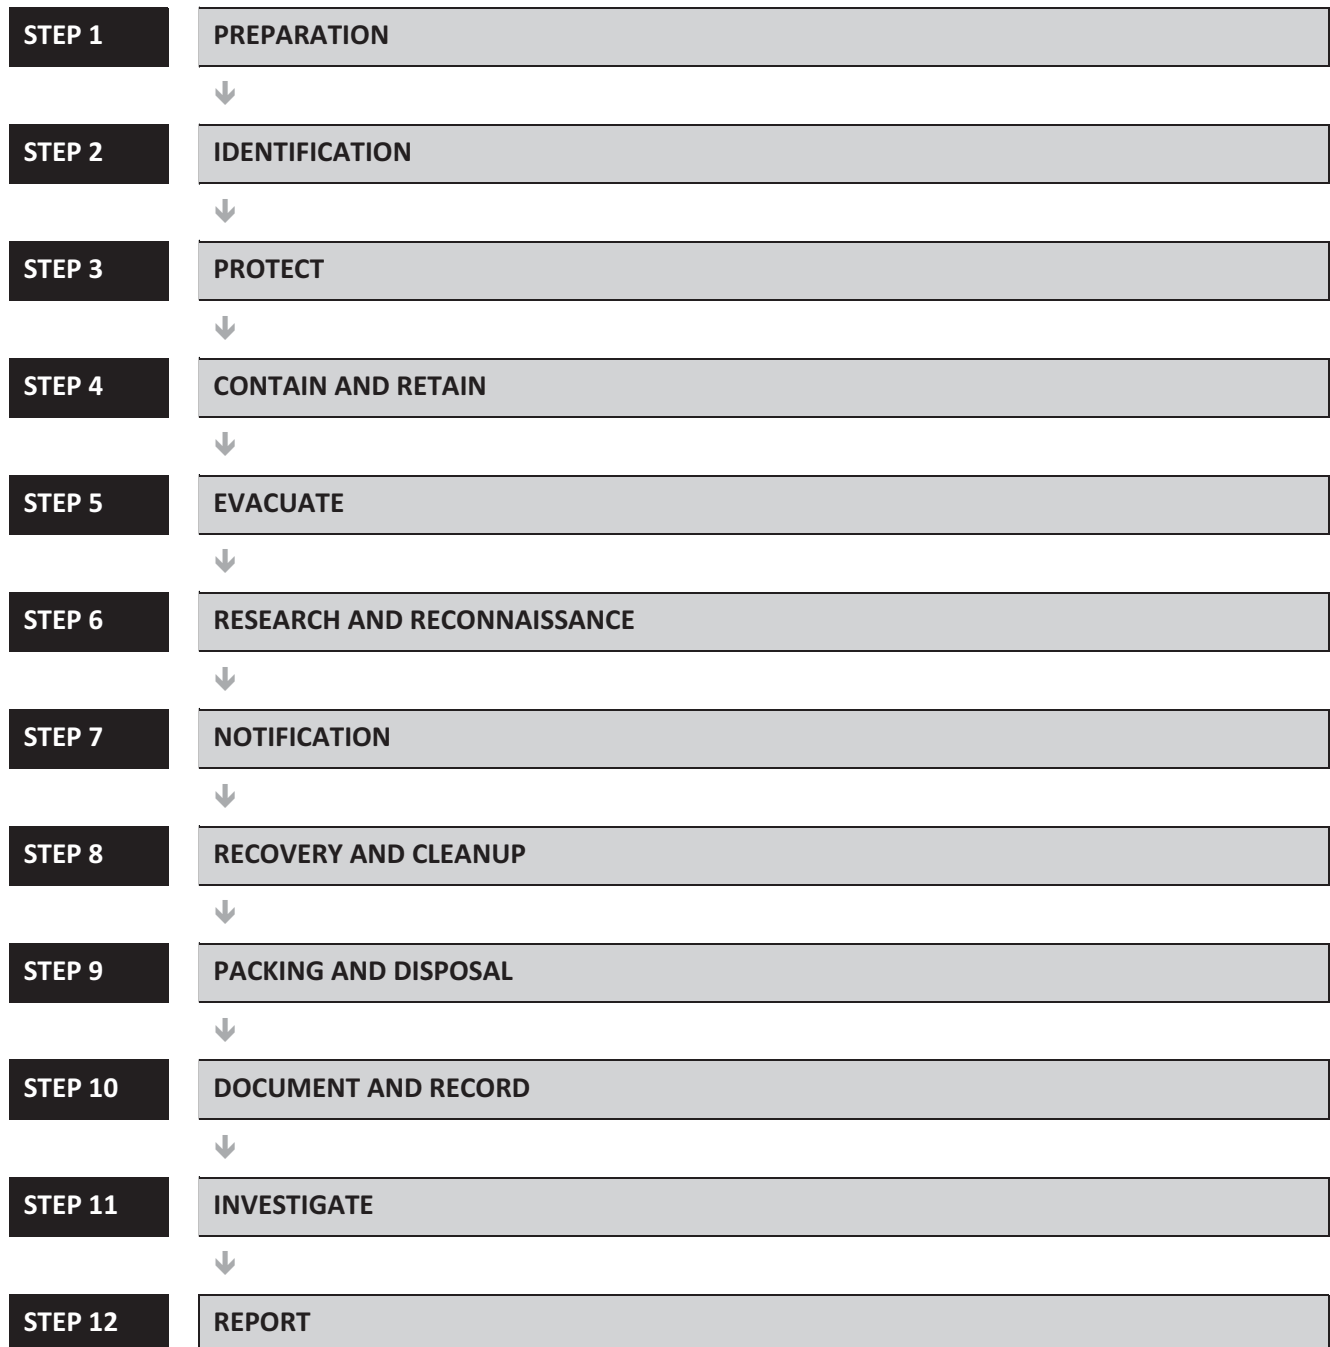 STEP 1 PREPARATION
STEP 2 IDENTIFICATION
STEP 3 PROTECT
STEP 4 CONTAIN AND RETAIN
STEP 5 EVACUATE
STEP 6 RESEARCH AND RECONNAISSANCE
STEP 7 NOTIFICATION
STEP 8 RECOVERY AND CLEANUP
STEP 9 PACKING AND DISPOSAL
STEP 10 DOCUMENT AND RECORD
STEP 11 INVESTIGATE
STEP 12 REPORT